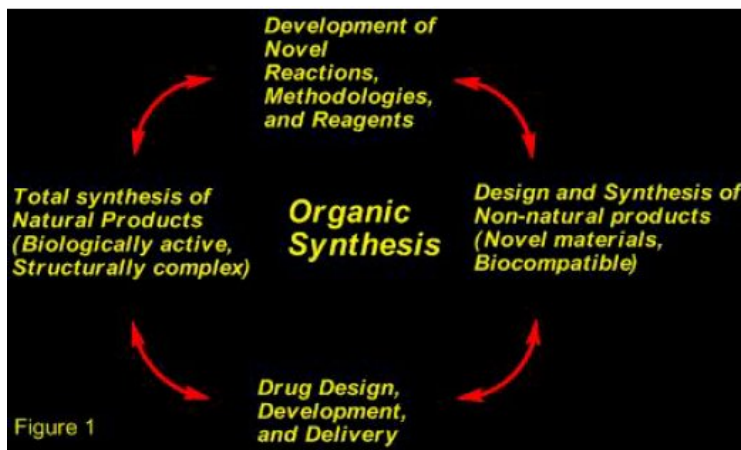 Development of
Novel
Reactions,
Methodologies,
and Reagents
Total synthesis of
Natural Products
(Biologically active,
Structurally complex)
Organic
Synthesis
Design and Synthesis of
Non-natural products
(Novel materials,
Biocompatible)
Drug Design,
Development,
and Delivery
Figure 1